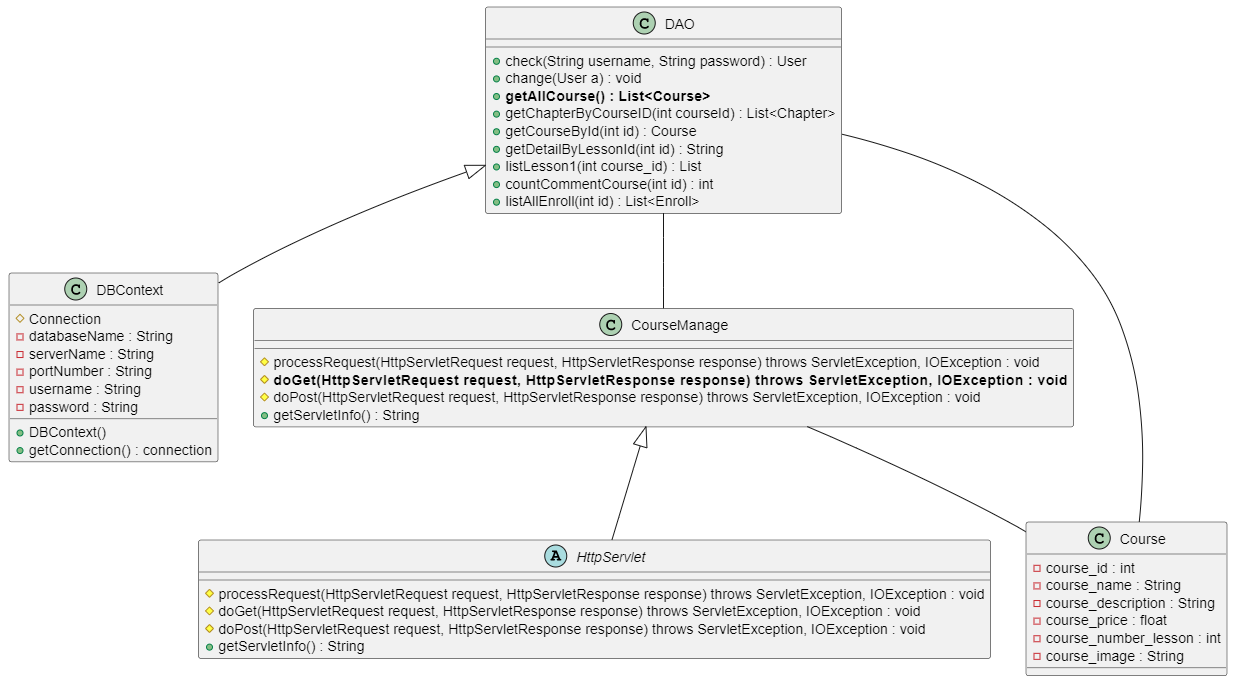 C DAO
check(String username, String password) : User
change(User a) : void
getAllCourse() : List<Course>
getChapterByCourseID(int courseId) : List<Chapter>
getCourseById(int id) : Course
getDetailByLessonId(int id) : String
listLesson1(int course_id) : List
countCommentCourse(int id) : int
listAllEnroll(int id) : List<Enroll>
C DBContext
Connection
databaseName : String
serverName : String
portNumber : String
username : String
password : String
DBContext()
getConnection() : connection
C CourseManage
processRequest(HttpServletRequest request, HttpServletResponse response) throws ServletException, IOException : void
doGet(HttpServletRequest request, HttpServletResponse response) throws ServletException, IOException : void
doPost(HttpServletRequest request, HttpServletResponse response) throws ServletException, IOException : void
getServletInfo() : String
A HttpServlet
processRequest(HttpServletRequest request, HttpServletResponse response) throws ServletException, IOException : void
doGet(HttpServletRequest request, HttpServletResponse response) throws ServletException, IOException : void
doPost(HttpServletRequest request, HttpServletResponse response) throws ServletException, IOException : void
getServletInfo() : String
C Course
course_id : int
course_name : String
course_description : String
course_price : float
course_number_lesson : int
course_image : String